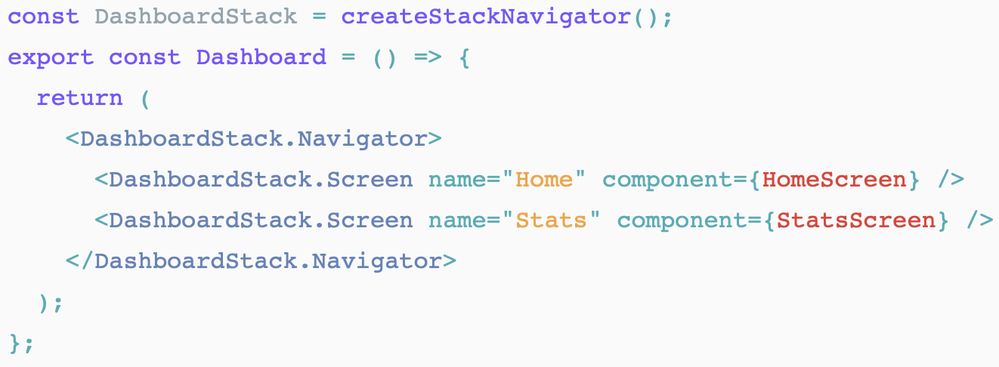 const DashboardStack = createStackNavigator();
export const Dashboard = () => {
  return (
    <DashboardStack.Navigator>
      <DashboardStack.Screen name="Home" component={HomeScreen} />
      <DashboardStack.Screen name="Stats" component={StatsScreen} />
    </DashboardStack.Navigator>
  );
};